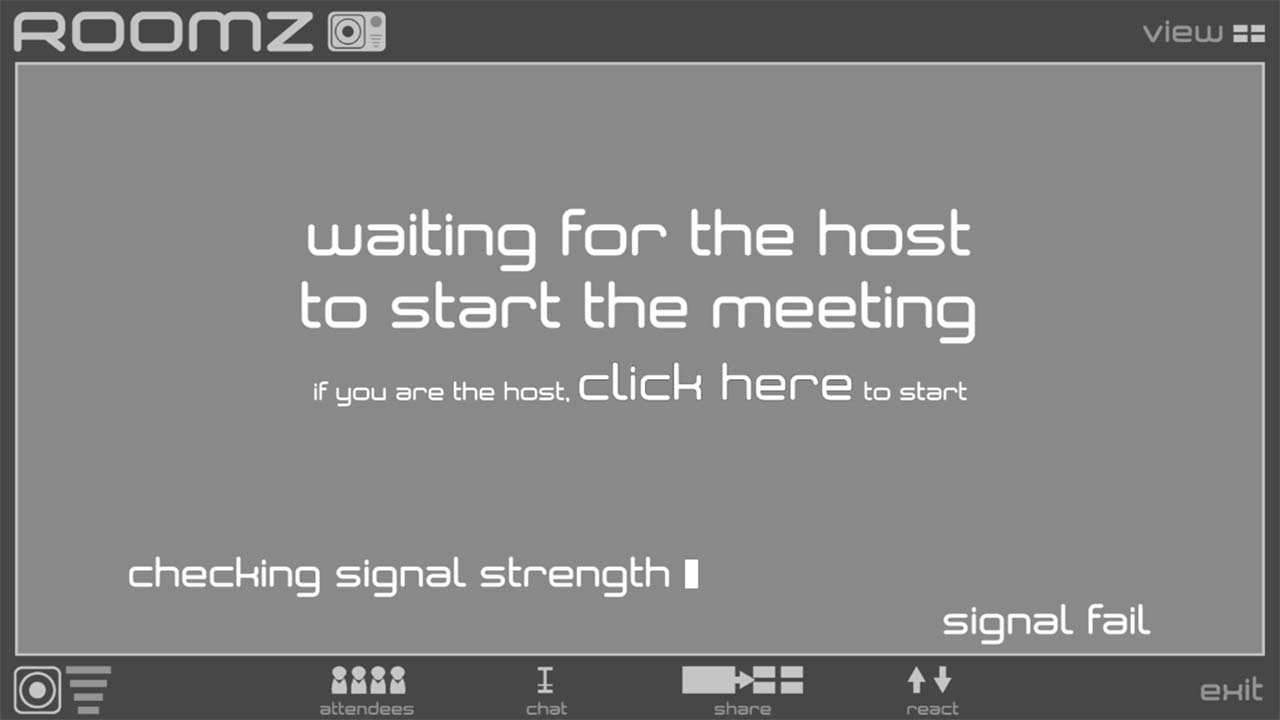 ROOMZ
view
waiting for the host
to start the meeting
if you are the host, click here to start
checking signal strength
signal fail
attendees
chat
share
react
exit